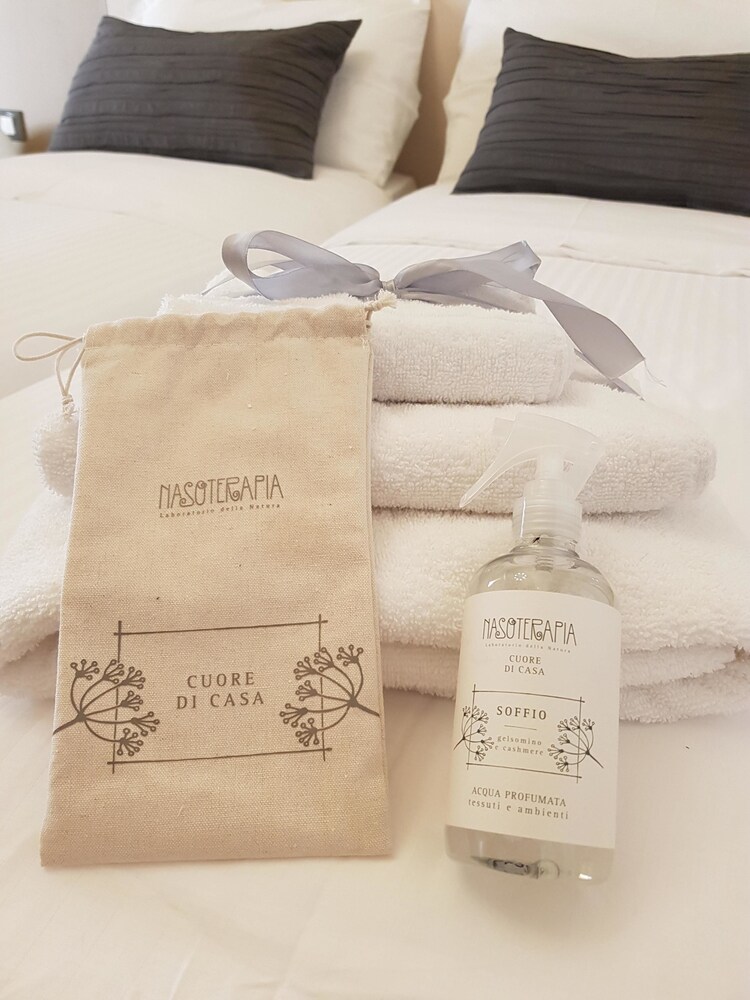 NASOTERAPIA
Laboratorio della Natura
CUORE
DI CASA
NASOTERAPIA
Laboratorio della Natura
CUORE
DI CASA
SOFFIO
gelsomino
e cashmere
ACQUA PROFUMATA
tessuti e ambienti